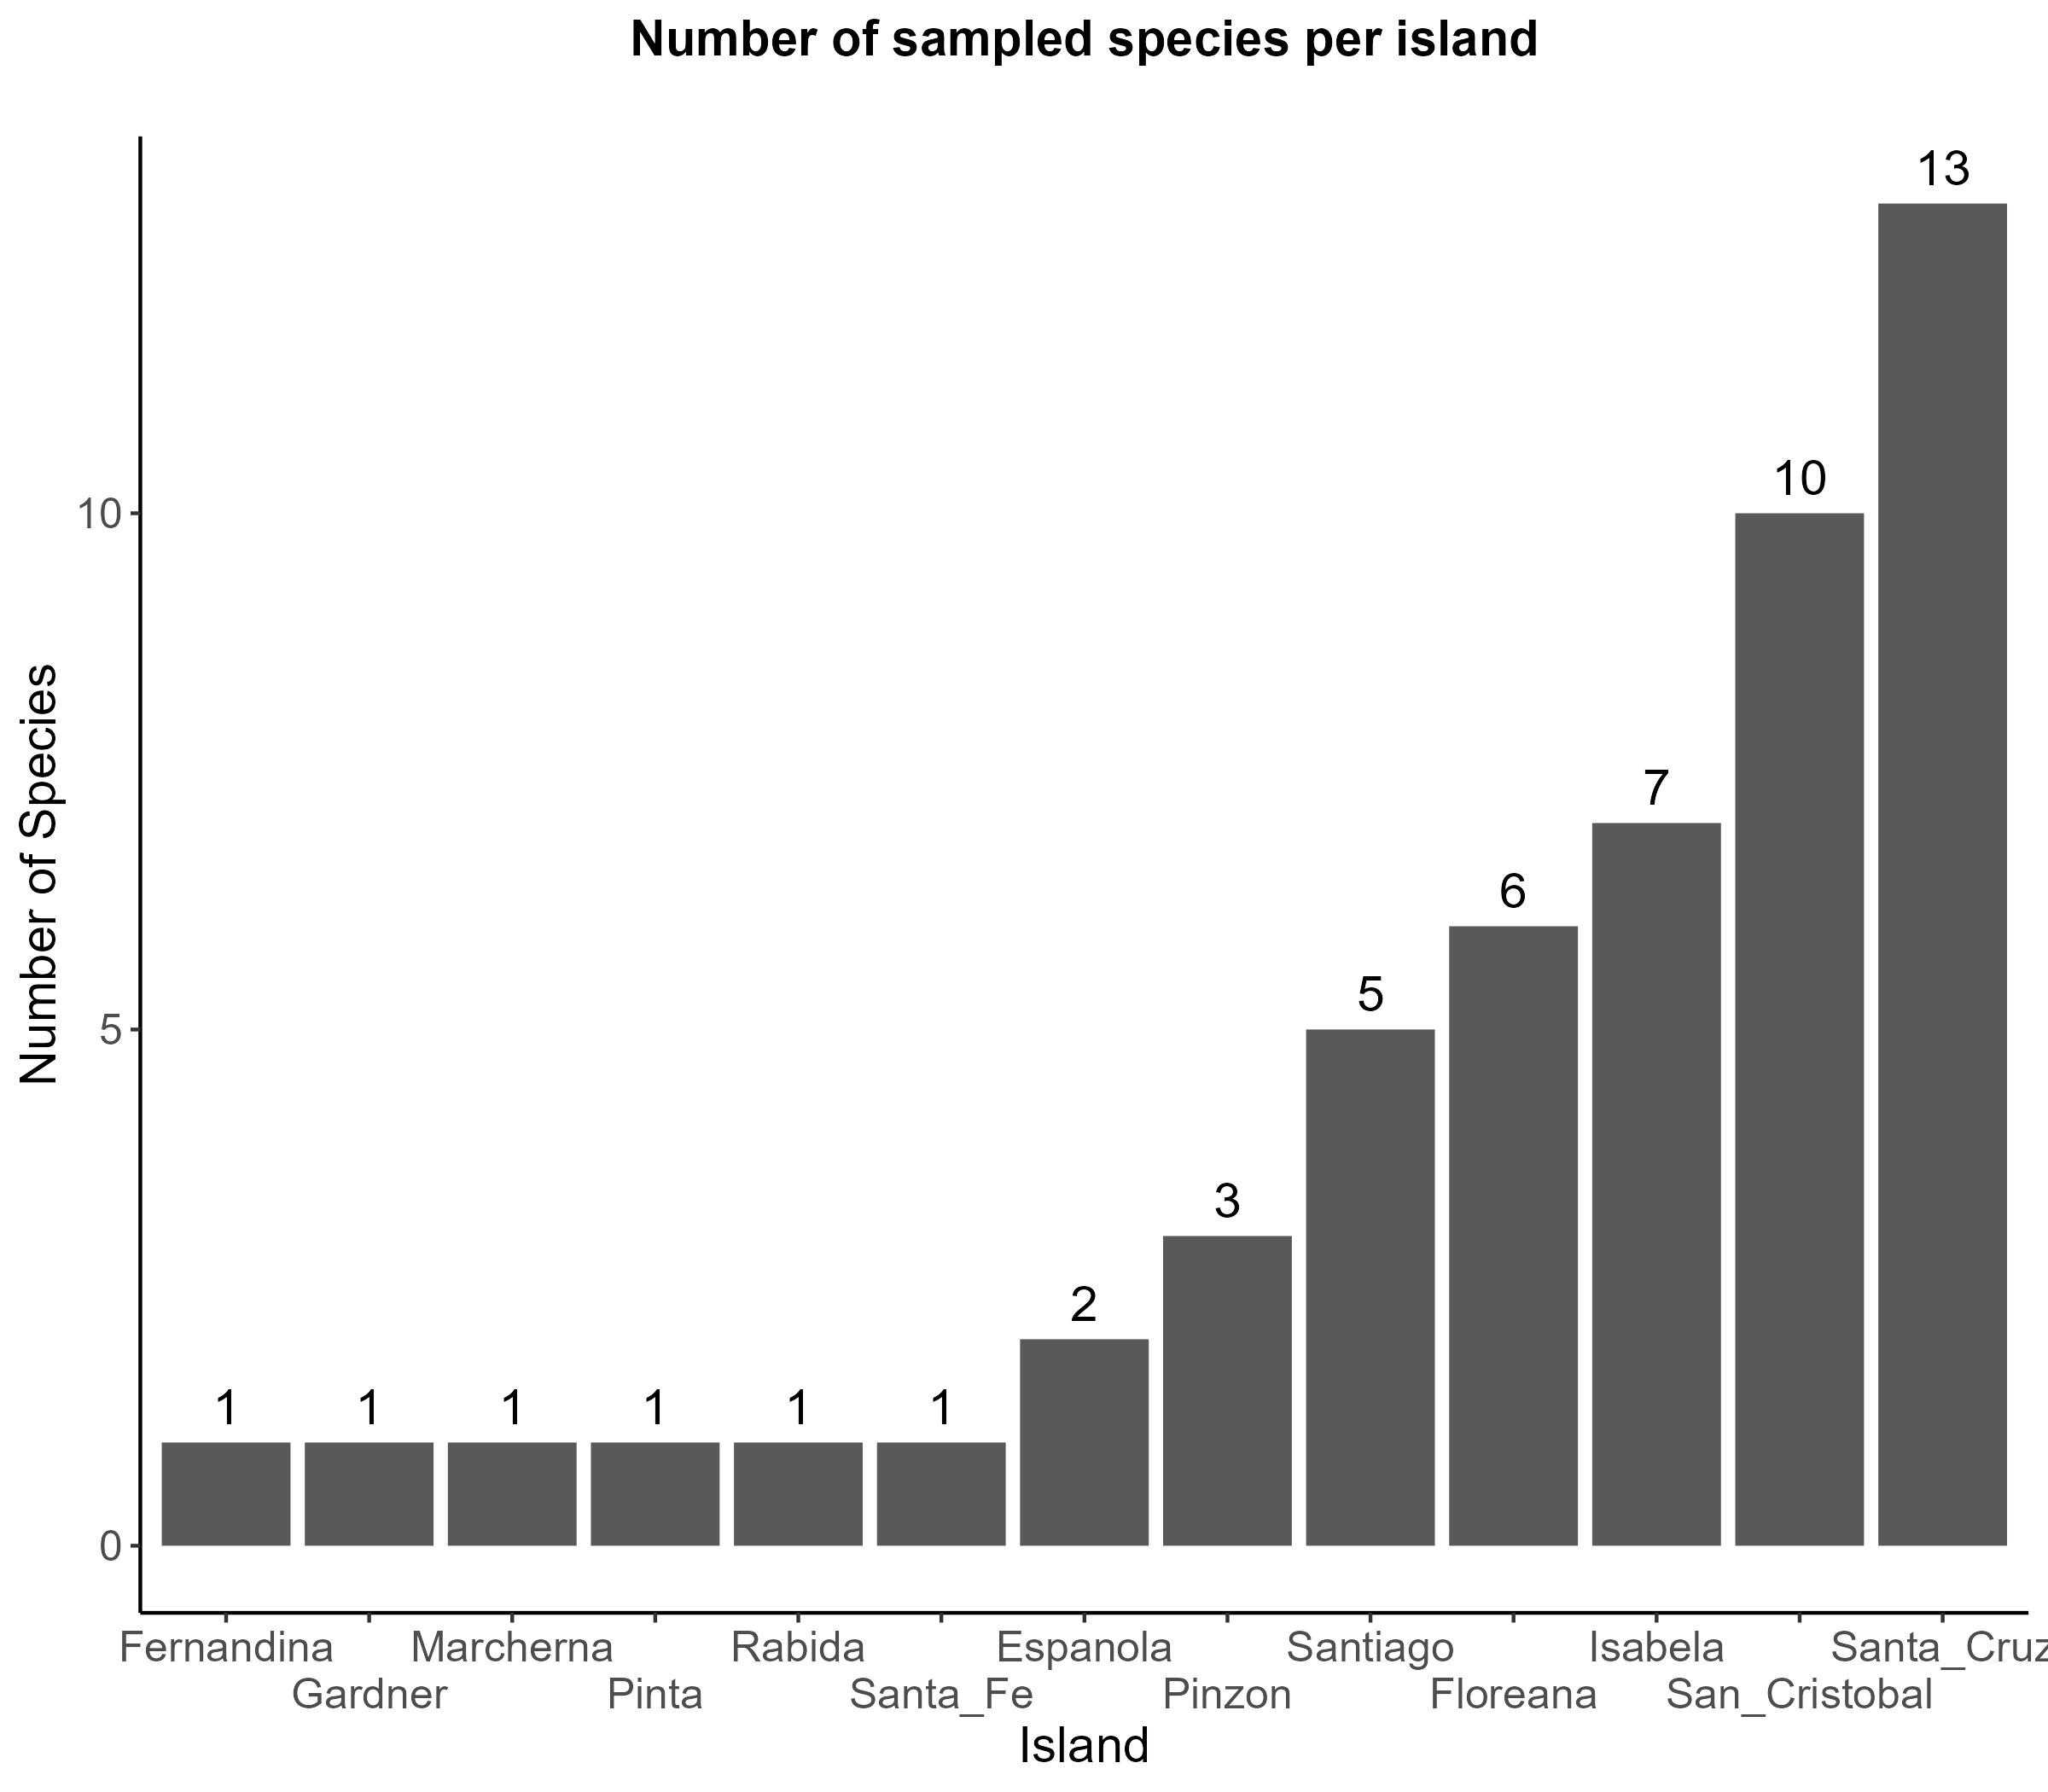 Number of sampled species per island
13
10
10
7
6
5
5
3
2
1 1 1 1 1 1
0
Number of Species
Fernandina Marcherna Rabida Espanola Santiago Isabela Santa_Cruz
Gardner Pinta Santa_Fe Pinzon Floreana San_Cristobal
Island